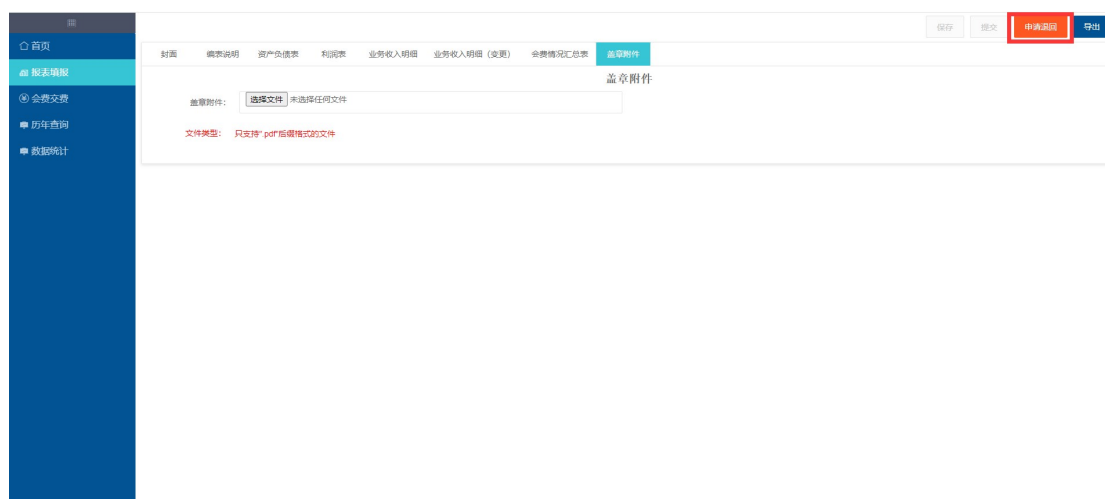 保存 提交 申请退回 导出
首页
封面 编表说明 资产负债表 利润表 业务收入明细 业务收入明细（变更） 会费情况汇总表 盖章附件
报表填报
盖章附件
会费交费
盖章附件： 选择文件 未选择任何文件
历年查询
文件类型： 只支持".pdf"后缀格式的文件
数据统计